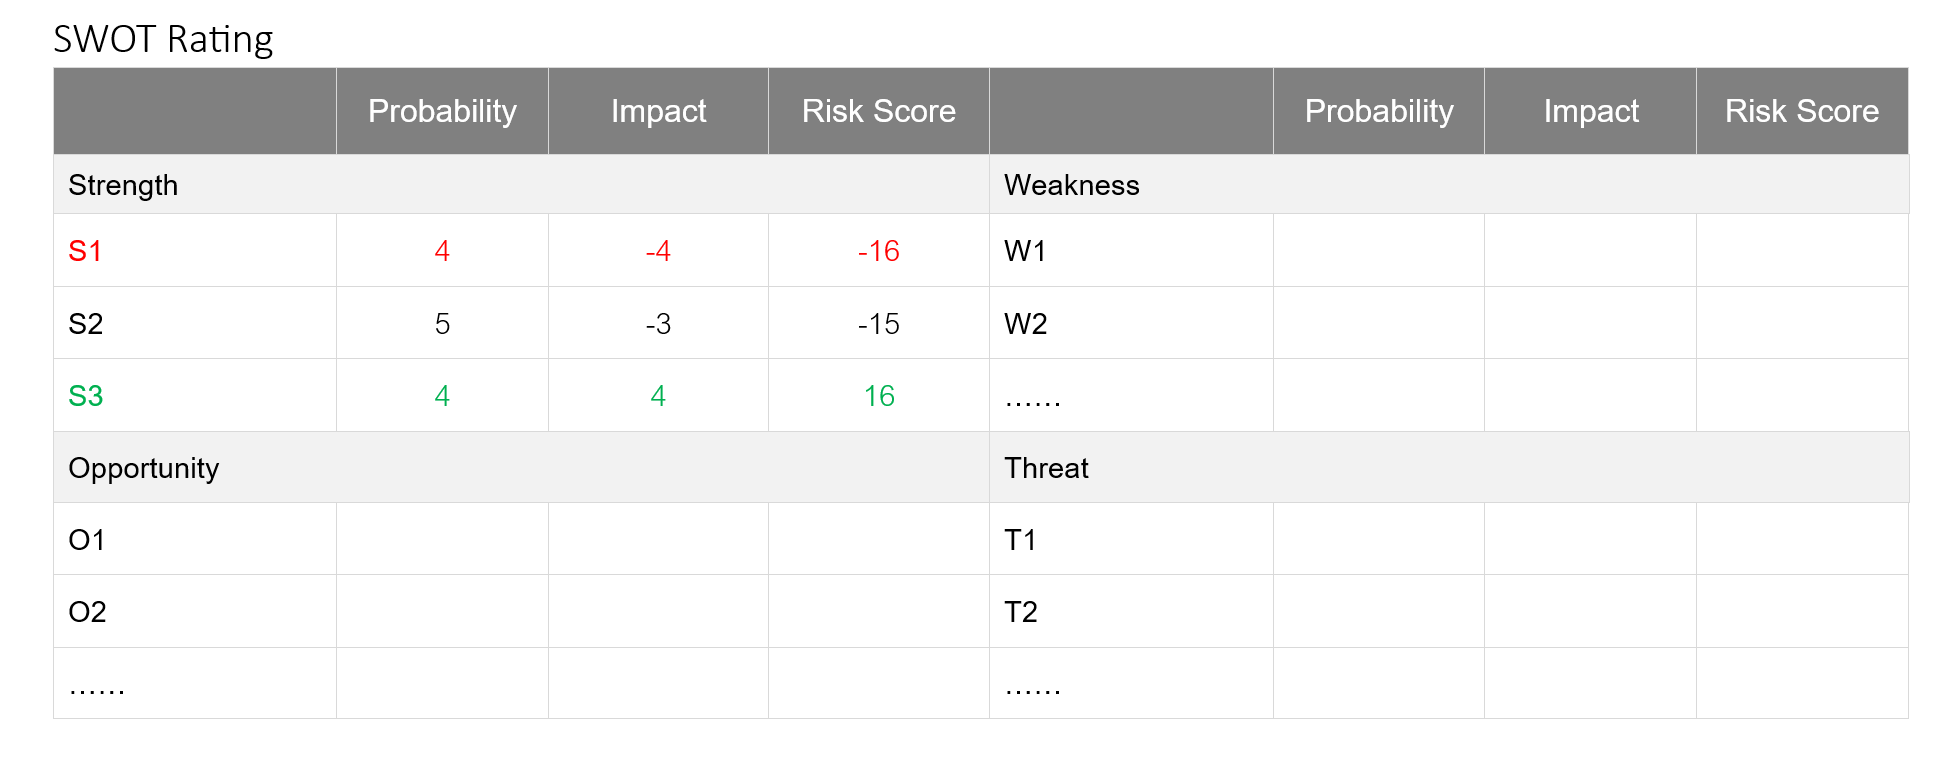 SWOT Rating
Probability Impact Risk Score Probability Impact Risk Score
Strength Weakness
S1 4 -4 -16 W1
S2 5 -3 -15 W2
S3 4 4 16 ......
Opportunity Threat
O1 T1
O2 T2
...... ......